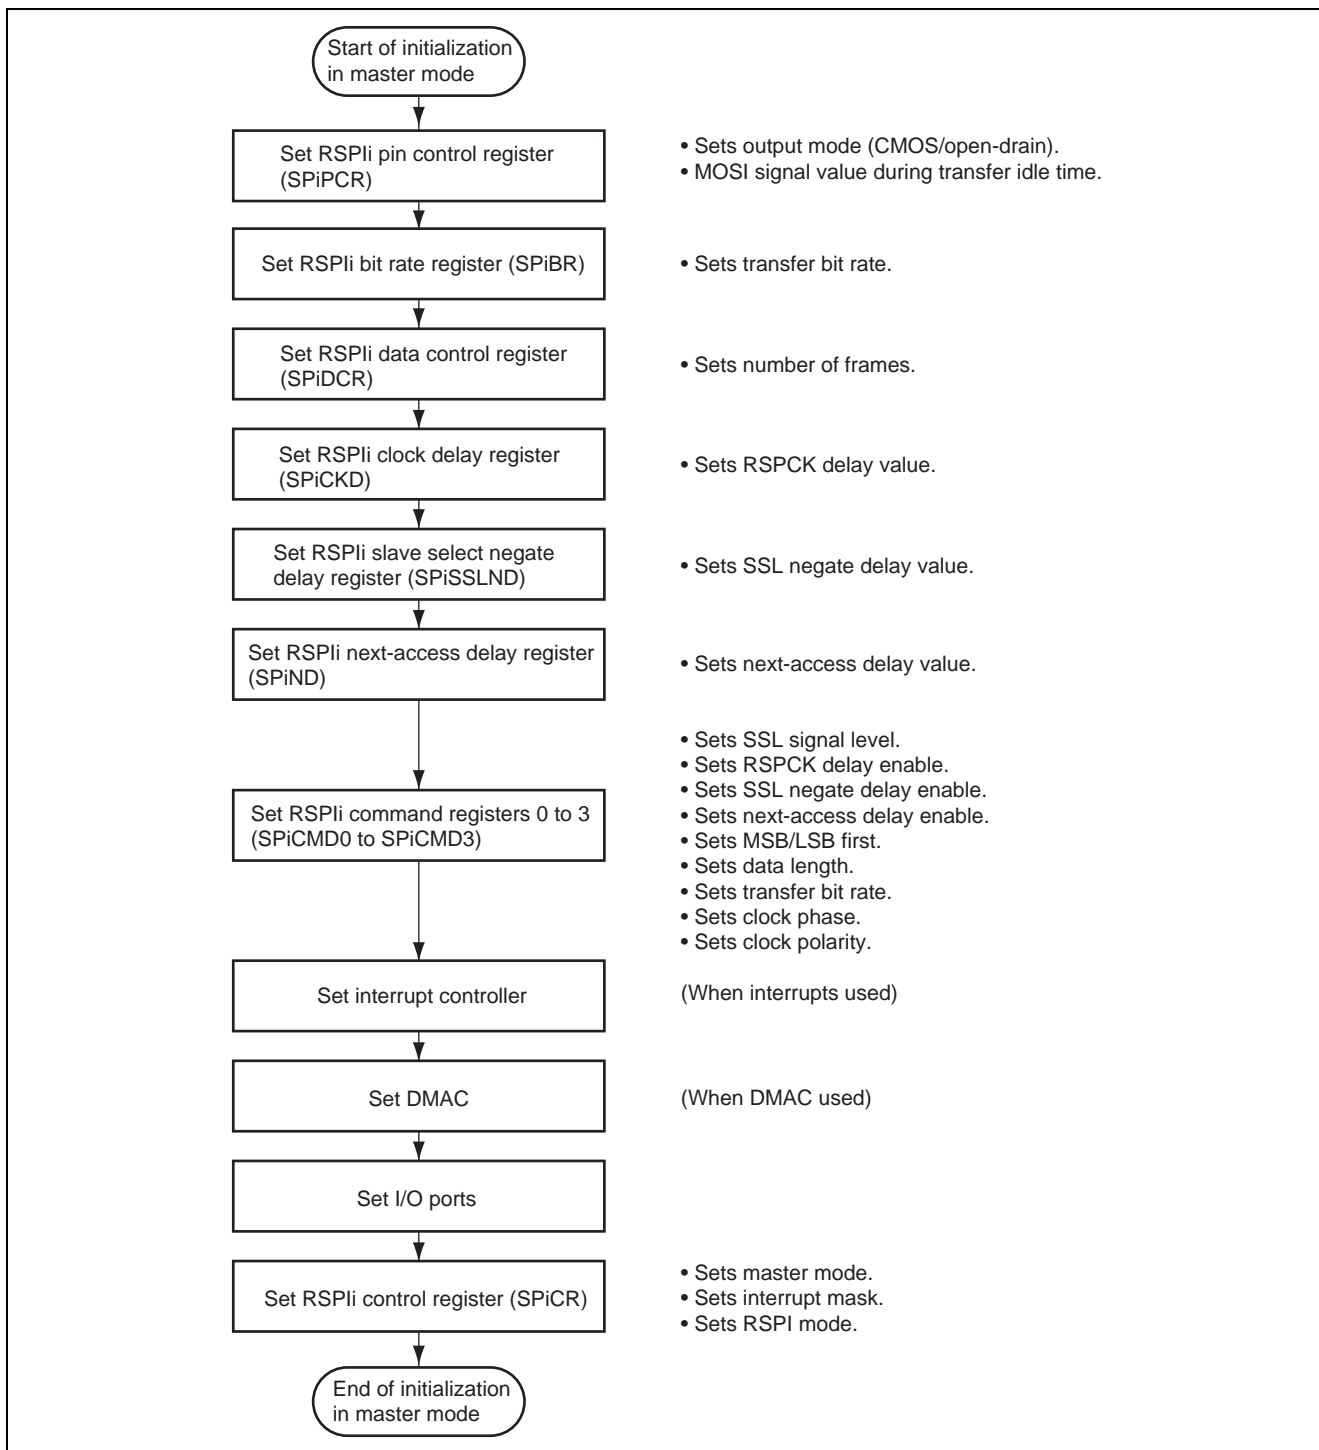 Start of initialization
in master mode
Set RSPIi pin control register
(SPiPCR)
• Sets output mode (CMOS/open-drain).
• MOSI signal value during transfer idle time.
Set RSPIi bit rate register (SPiBR)
• Sets transfer bit rate.
Set RSPIi data control register
(SPiDCR)
• Sets number of frames.
Set RSPIi clock delay register
(SPiCKD)
• Sets RSPCK delay value.
Set RSPIi slave select negate
delay register (SPiSSLND)
• Sets SSL negate delay value.
Set RSPIi next-access delay register
(SPiND)
• Sets next-access delay value.
Set RSPIi command registers 0 to 3
(SPiCMD0 to SPiCMD3)
• Sets SSL signal level.
• Sets RSPCK delay enable.
• Sets SSL negate delay enable.
• Sets next-access delay enable.
• Sets MSB/LSB first.
• Sets data length.
• Sets transfer bit rate.
• Sets clock phase.
• Sets clock polarity.
Set interrupt controller
(When interrupts used)
Set DMAC
(When DMAC used)
Set I/O ports
Set RSPIi control register (SPiCR)
• Sets master mode.
• Sets interrupt mask.
• Sets RSPI mode.
End of initialization
in master mode